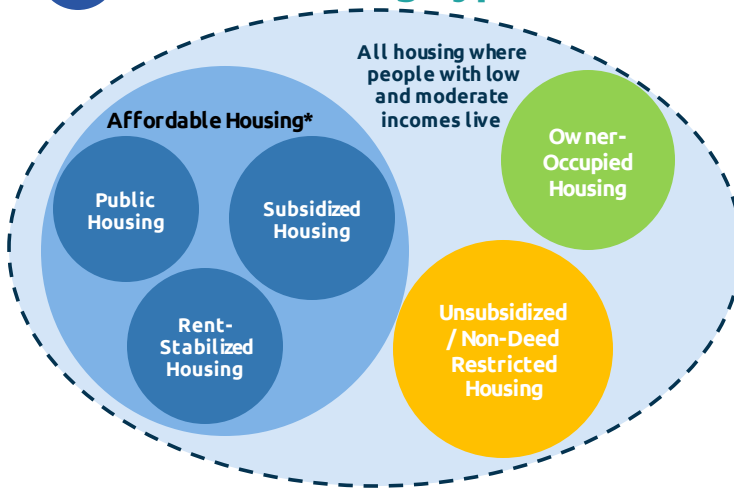 All housing where
people with low
and moderate
incomes live
Affordable Housing*
Owner-
Occupied
Housing
Public
Housing
Subsidized
Housing
Rent-
Stabilized
Housing
Unsubsidized
/ Non-Deed
Restricted
Housing